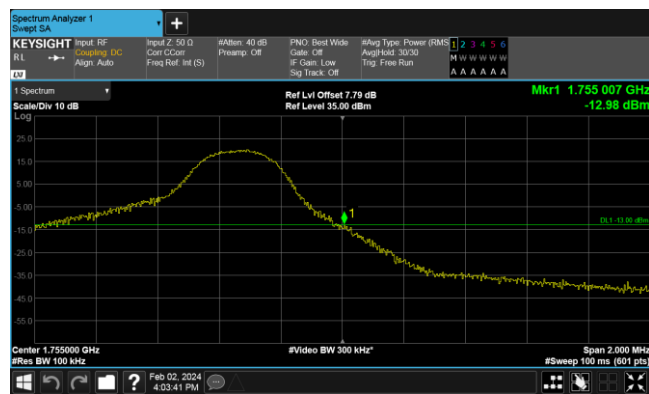 Spectrum Analyzer 1
Swept SA
+
KEYSIGHT
RL
Input: RF
Coupling: DC
Align: Auto
Input Z: 50 Ω
Corr CCorr
Freq Ref: Int (S)
#Atten: 40 dB
Preamp: Off
PNO: Best Wide
Gate: Off
IF Gain: Low
Sig Track: Off
#Avg Type: Power (RMS
Avg|Hold: 30/30
Trig: Free Run
1 2 3 4 5 6
M W W W W W
A A A A A A
LXI
1 Spectrum
Scale/Div 10 dB
Log
Ref Lvl Offset 7.79 dB
Ref Level 35.00 dBm
Mkr1 1.755 007 GHz
-12.98 dBm
25.0
15.0
5.00
-5.00
-15.0
-25.0
-35.0
-45.0
-55.0
1
DL1 -13.00 dBm
Center 1.755000 GHz
#Res BW 100 kHz
#Video BW 300 kHz*
Span 2.000 MHz
#Sweep 100 ms (601 pts)
?
Feb 02, 2024
4:03:41 PM